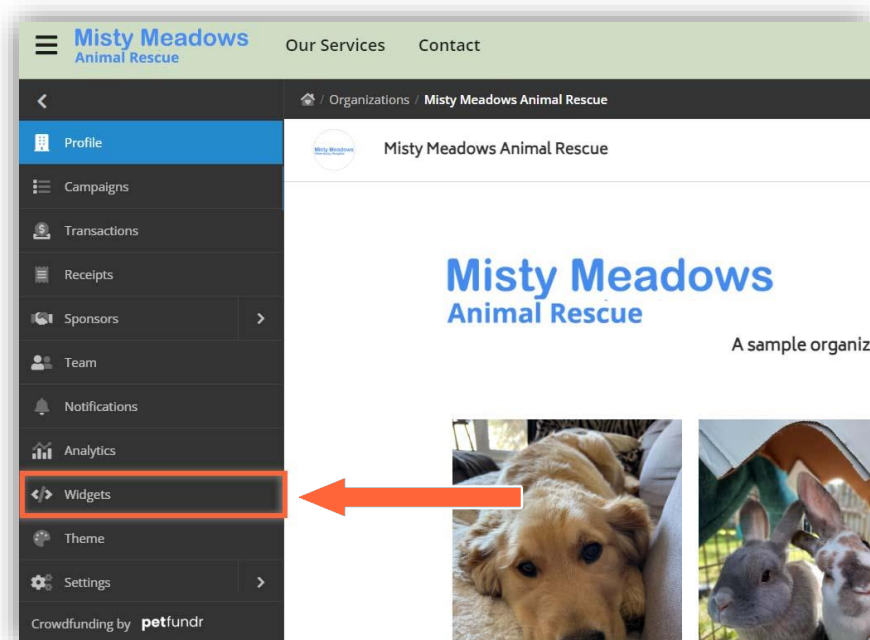 Misty Meadows
Animal Rescue
Our Services Contact
/ Organizations / Misty Meadows Animal Rescue
Profile
Misty Meadows Animal Rescue
Campaigns
Transactions
Receipts
Sponsors
Team
Notifications
Analytics
Widgets
Theme
Settings
Crowdfunding by petfundr
Misty Meadows
Animal Rescue
A sample organiz